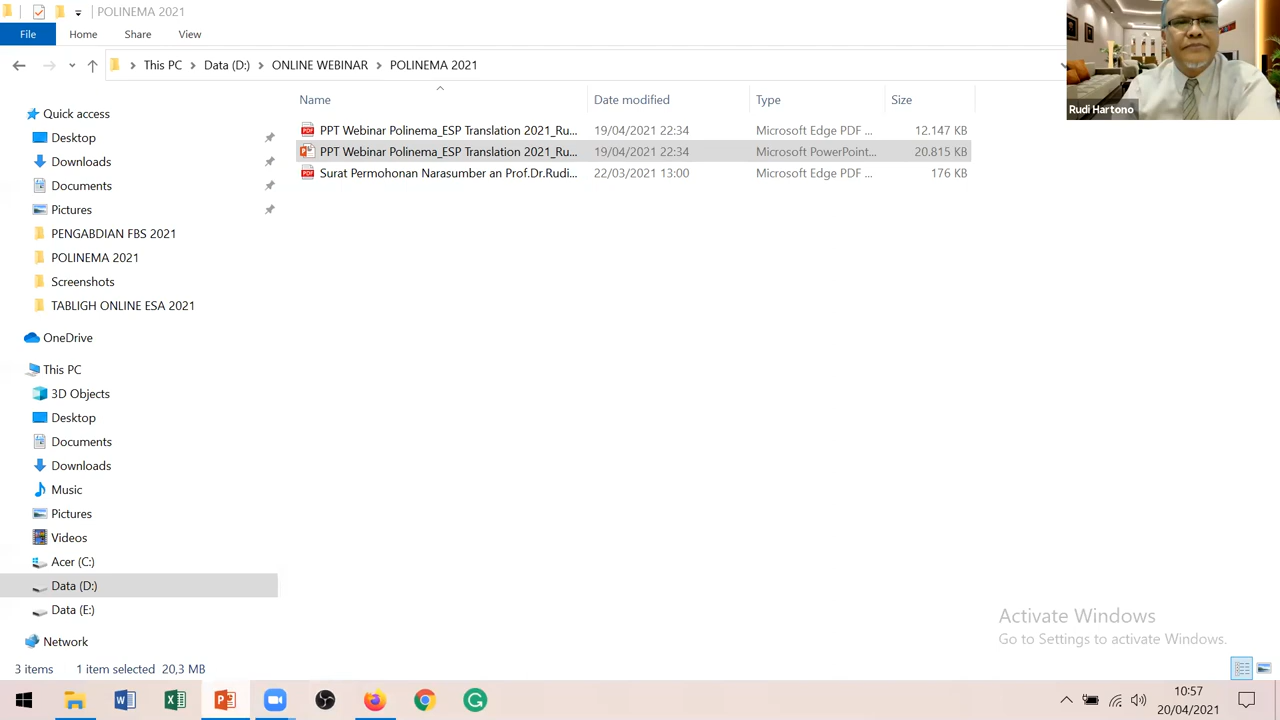 POLINEMA 2021
File Home Share View
This PC Data (D:) ONLINE WEBINAR POLINEMA 2021
Rudi Hartono
Name Date modified Type Size
PPT Webinar Polinema_ESP Translation 2021_Ru... 19/04/2021 22:34 Microsoft Edge PDF ... 12.147 KB
PPT Webinar Polinema_ESP Translation 2021_Ru... 19/04/2021 22:34 Microsoft PowerPoint... 20.815 KB
Surat Permohonan Narasumber an Prof.Dr.Rudi... 22/03/2021 13:00 Microsoft Edge PDF ... 176 KB
Quick access
Desktop
Downloads
Documents
Pictures
PENGABDIAN FBS 2021
POLINEMA 2021
Screenshots
TABLIGH ONLINE ESA 2021
OneDrive
This PC
3D Objects
Desktop
Documents
Downloads
Music
Pictures
Videos
Acer (C:)
Data (D:)
Data (E:)
Network
Activate Windows
Go to Settings to activate Windows.
3 items 1 item selected 20,3 MB
10:57
20/04/2021